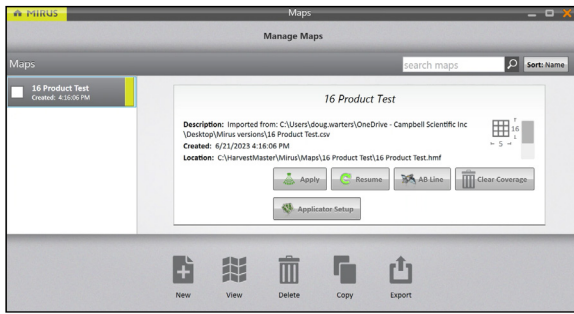 MIRUS
Maps
Manage Maps
Maps
search maps
Sort: Name
16 Product Test
Created: 4:16:06 PM
16 Product Test
Description: Imported from: C:\Users\doug.warters\OneDrive - Campbell Scientific Inc
\Desktop\Mirus versions\16 Product Test.csv
Created: 6/21/2023 4:16:06 PM
Location: C:\HarvestMaster\Mirus\Maps\16 Product Test\16 Product Test.hmf
16
5
Apply
Resume
AB Line
Clear Coverage
Applicator Setup
New
View
Delete
Copy
Export